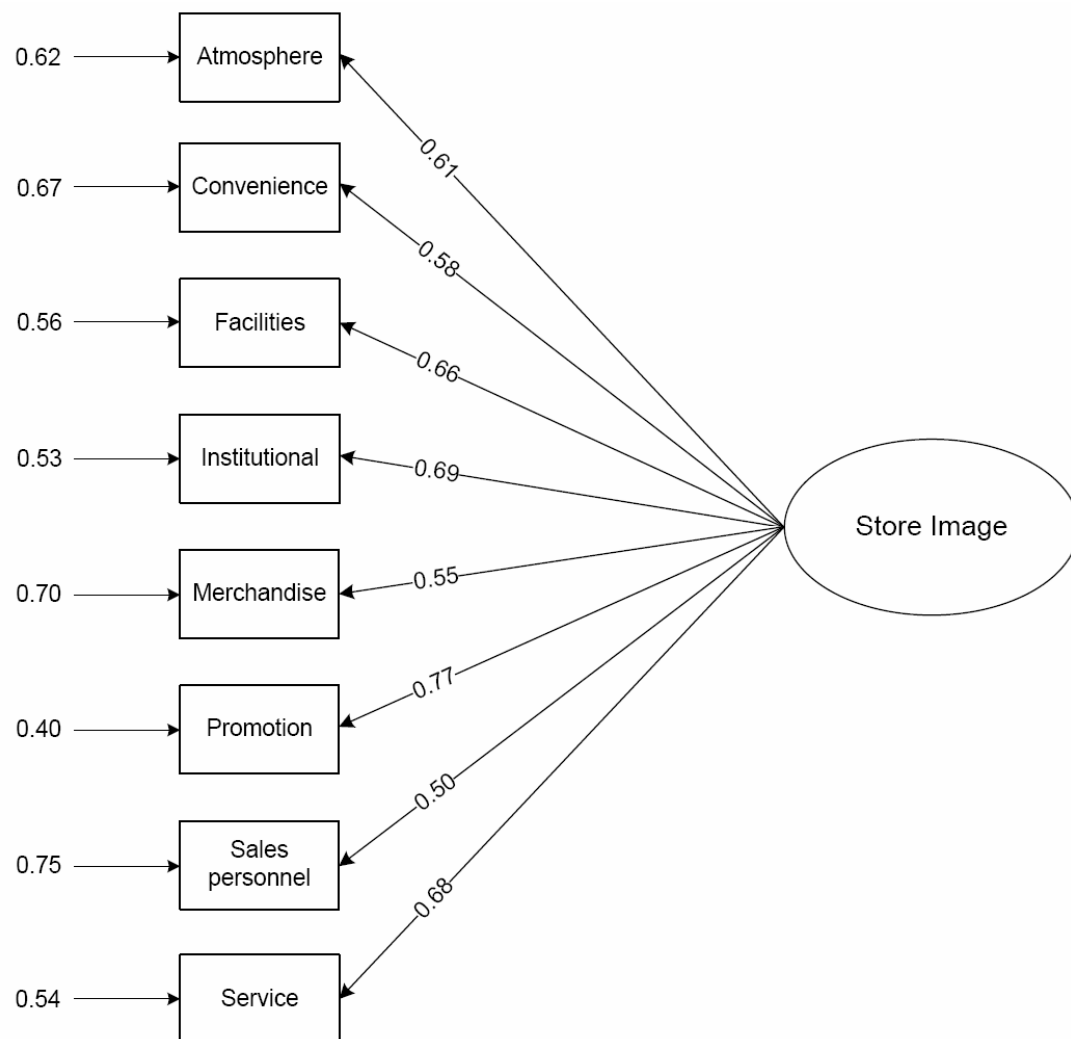 0.62
Atmosphere
0.61
0.67
Convenience
0.58
0.56
Facilities
0.66
0.53
Institutional
0.69
Store Image
0.70
Merchandise
0.55
0.40
Promotion
0.77
0.75
Sales
personnel
0.50
0.54
Service
0.68